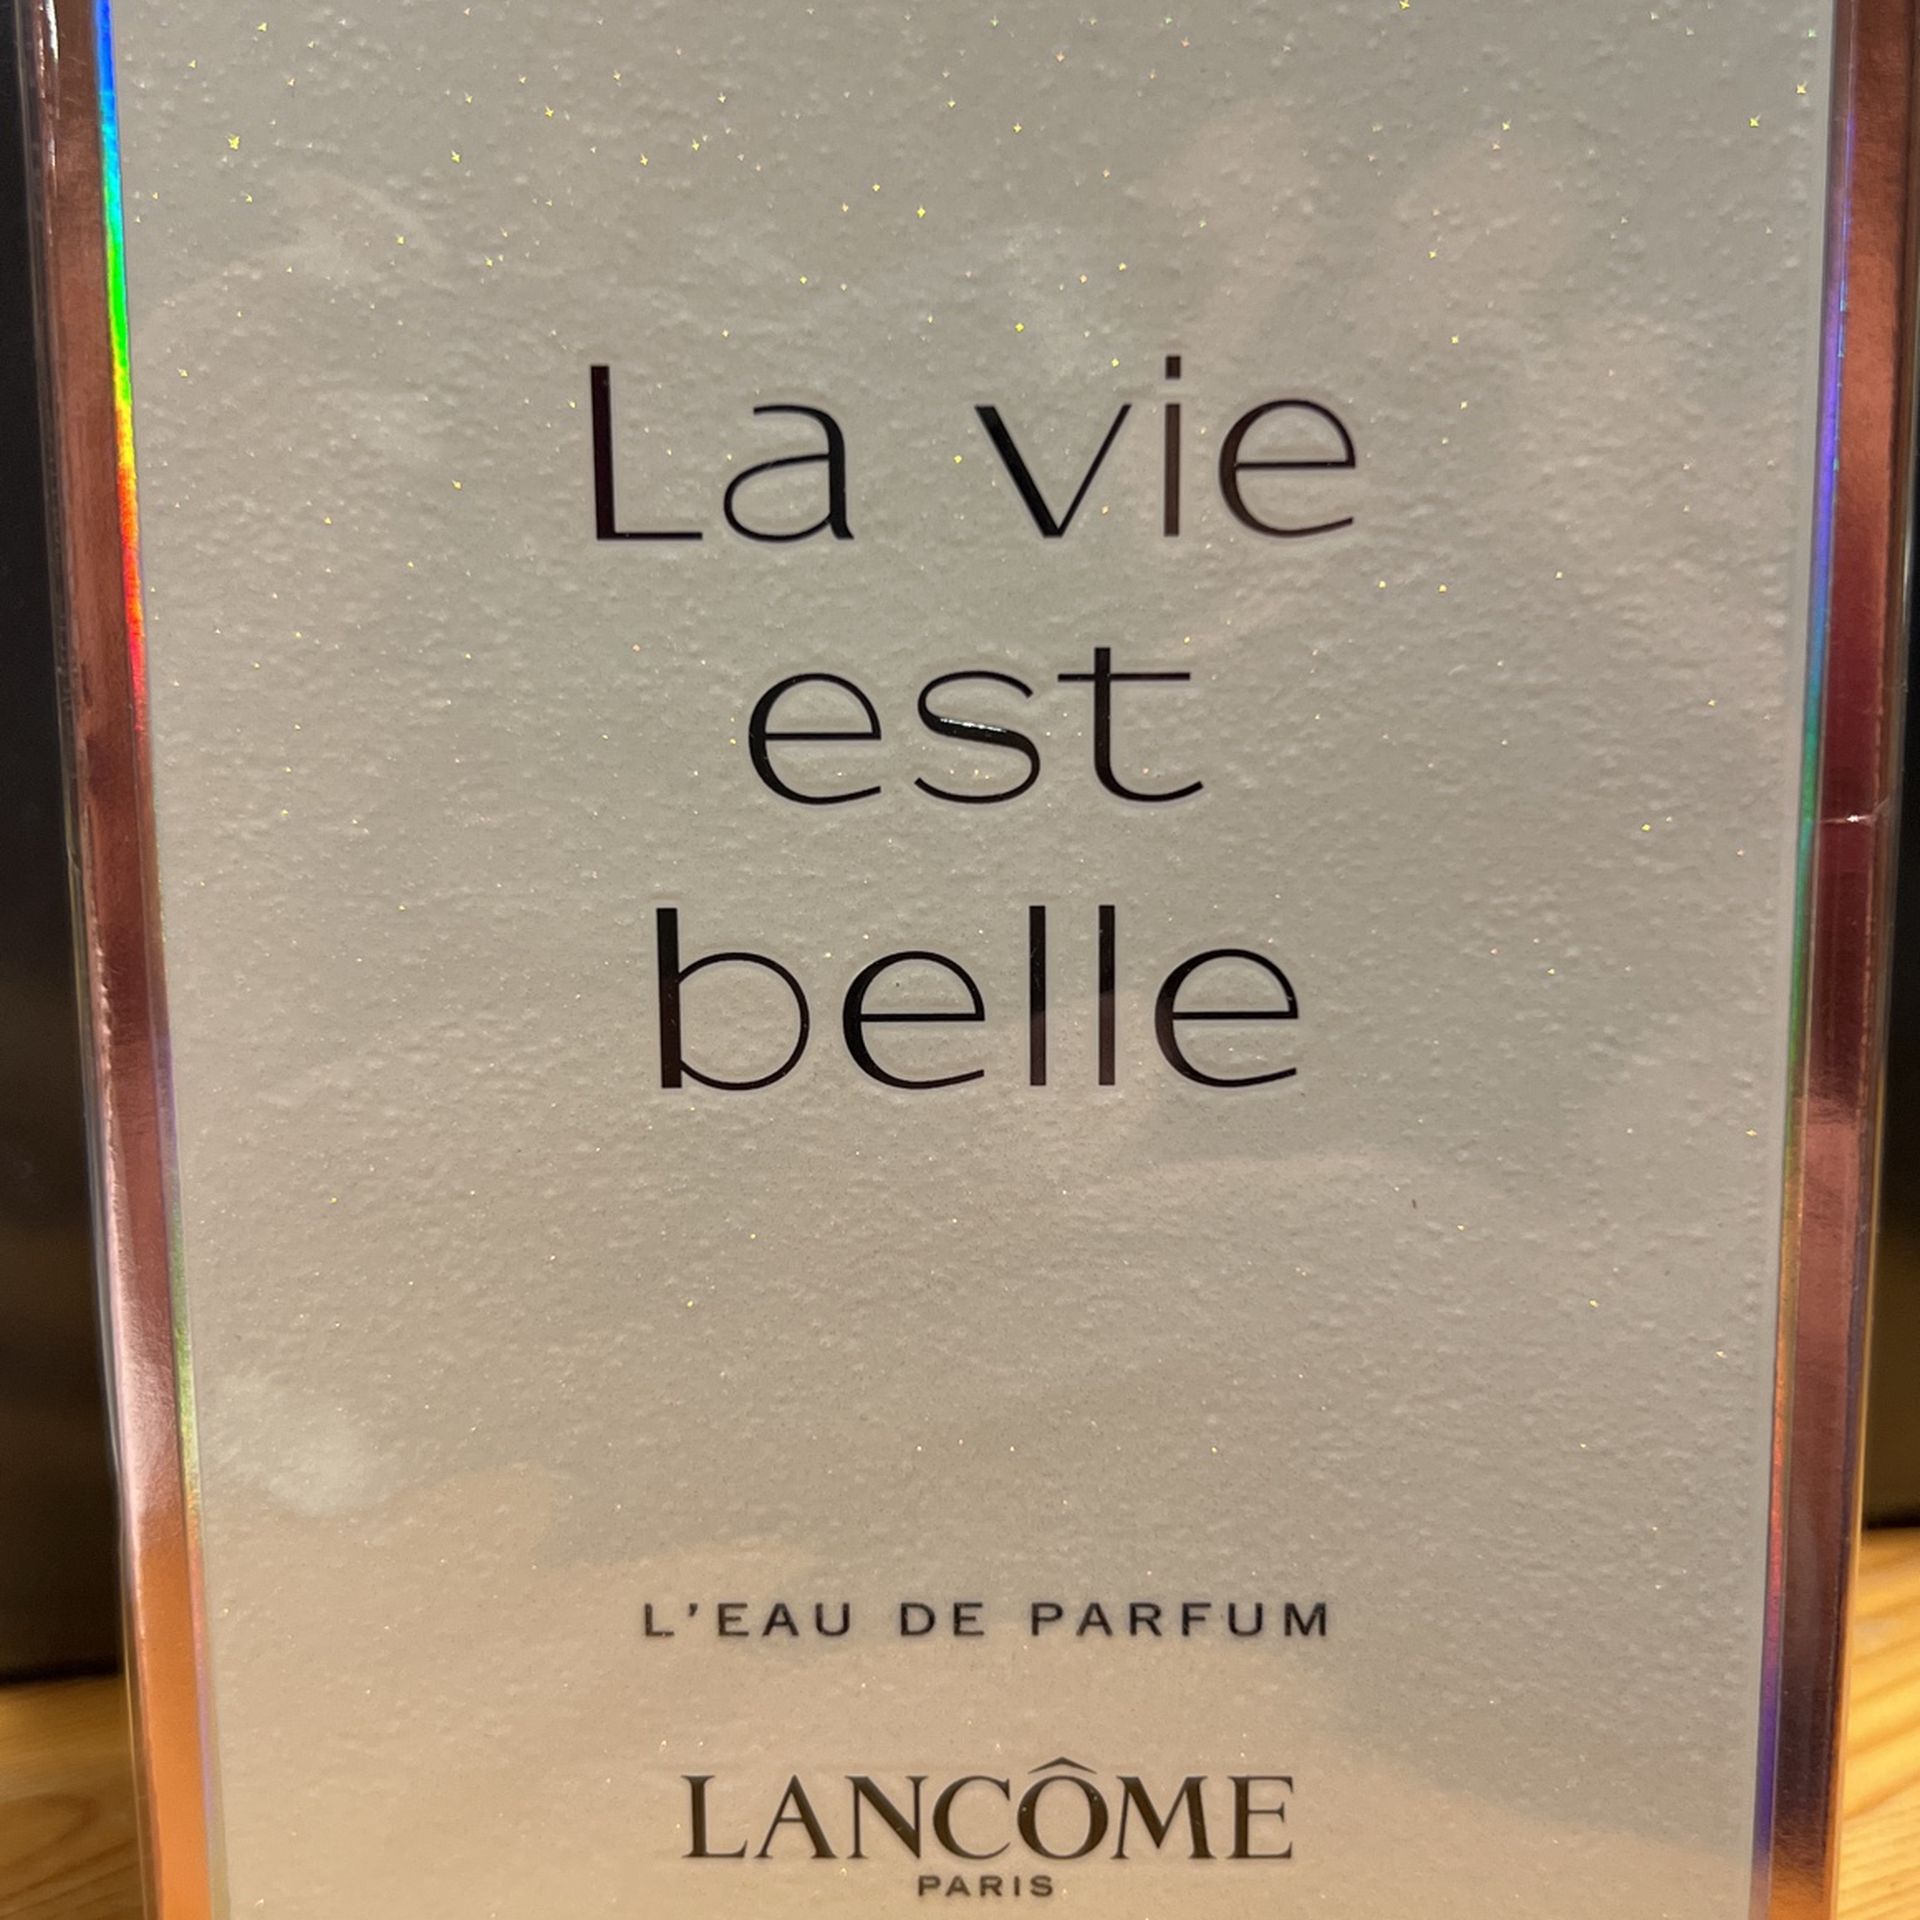 La vie
est
belle
L'EAU DE PARFUM
LANCÔME
PARIS